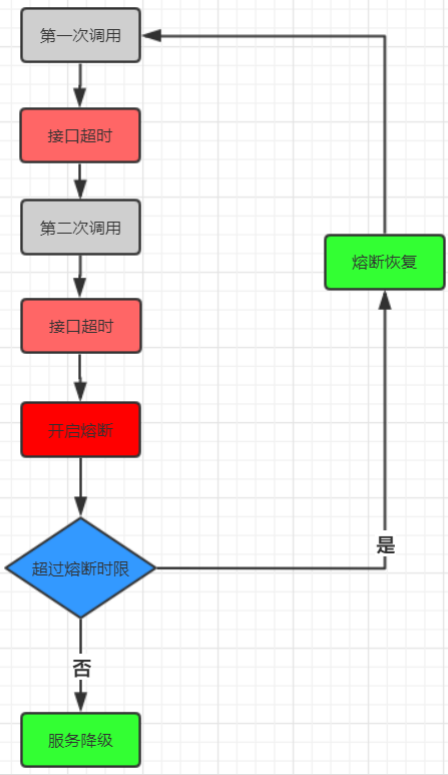 第一次调用
接口超时
第二次调用
熔断恢复
接口超时
开启熔断
是
超过熔断时限
否
服务降级